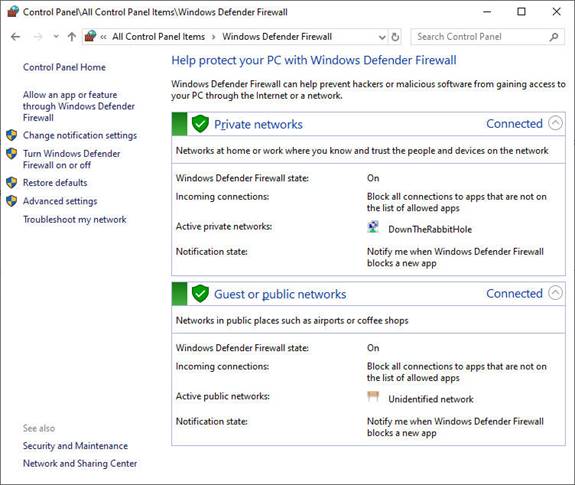 Control Panel\All Control Panel Items\Windows Defender Firewall
All Control Panel Items
Windows Defender Firewall
Search Control Panel
Control Panel Home
Allow an app or feature
through Windows Defender
Firewall
Change notification settings
Turn Windows Defender
Firewall on or off
Restore defaults
Advanced settings
Troubleshoot my network
See also
Security and Maintenance
Network and Sharing Center
Help protect your PC with Windows Defender Firewall
Windows Defender Firewall can help prevent hackers or malicious software from gaining access to
your PC through the Internet or a network.
Private networks Connected
Networks at home or work where you know and trust the people and devices on the network
Windows Defender Firewall state: On
Incoming connections: Block all connections to apps that are not on
the list of allowed apps
Active private networks: DownTheRabbitHole
Notification state: Notify me when Windows Defender Firewall
blocks a new app
Guest or public networks Connected
Networks in public places such as airports or coffee shops
Windows Defender Firewall state: On
Incoming connections: Block all connections to apps that are not on
the list of allowed apps
Active public networks: Unidentified network
Notification state: Notify me when Windows Defender Firewall
blocks a new app